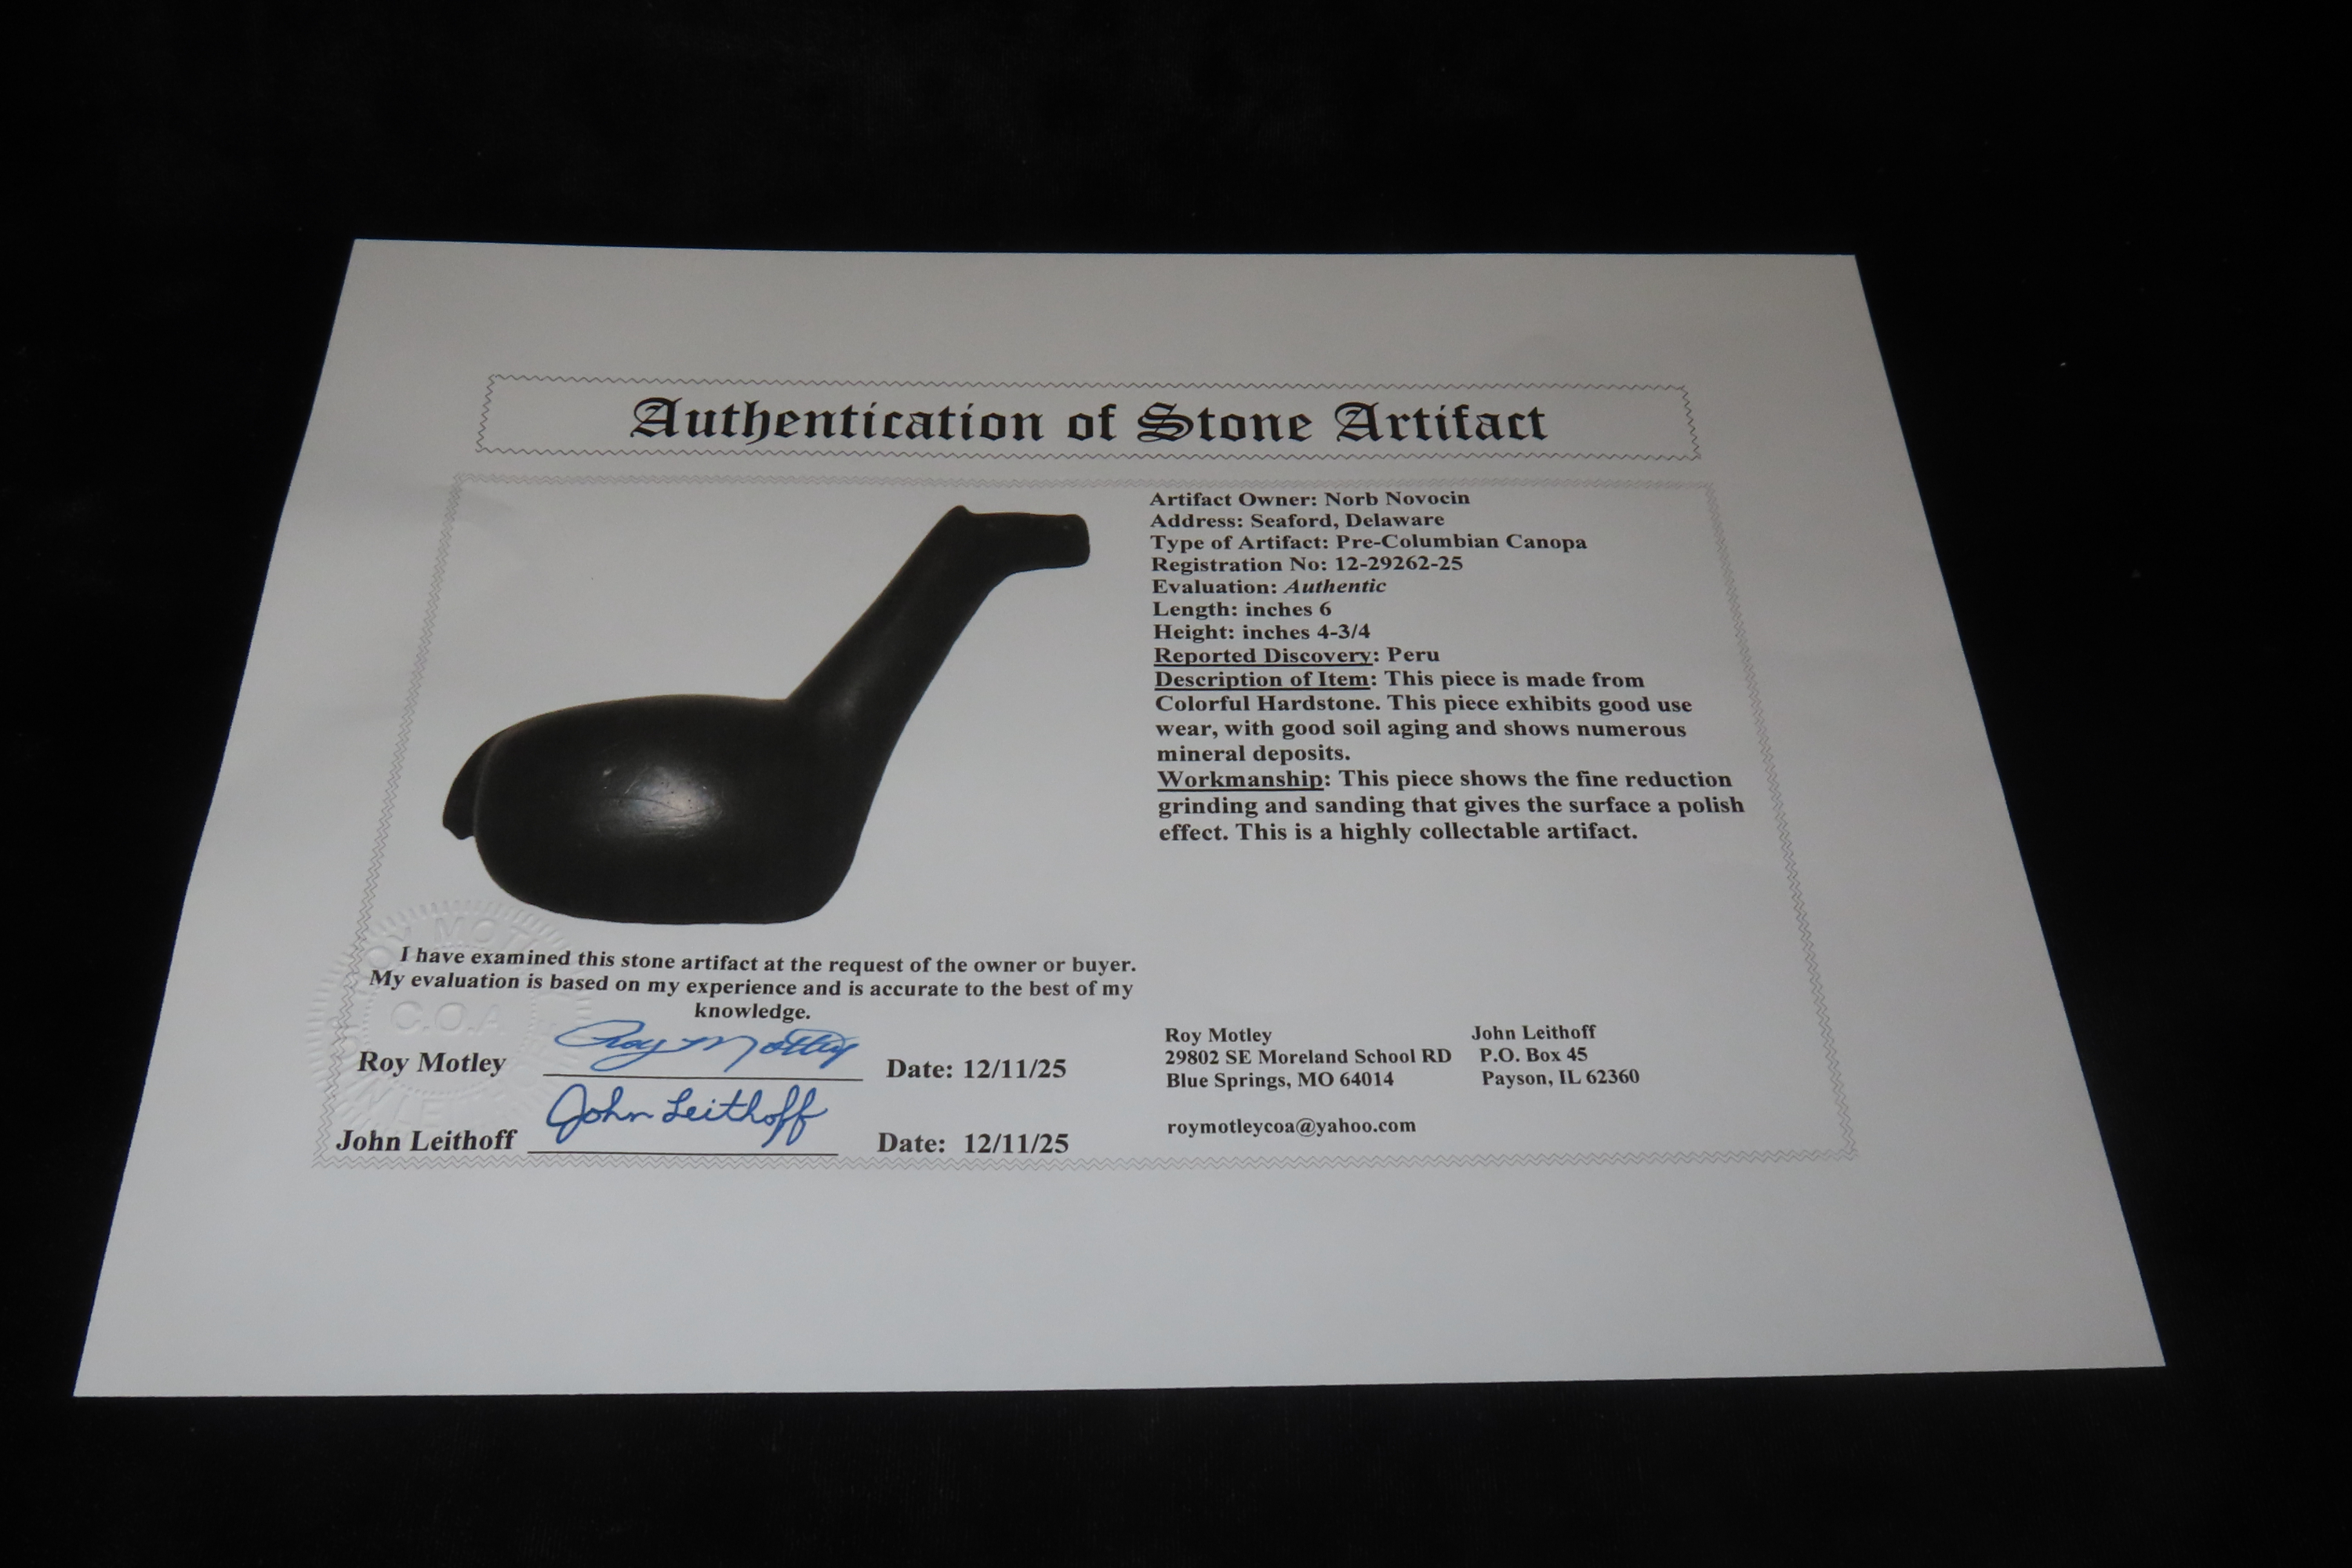 Authentication of Stone Artifact
Artifact Owner: Norb Novocin
Address: Seaford, Delaware
Type of Artifact: Pre-Columbian Canopa
Registration No: 12-29262-25
Evaluation: Authentic
Length: inches 6
Height: inches 4-3/4
Reported Discovery: Peru
Description of Item: This piece is made from
Colorful Hardstone. This piece exhibits good use
wear, with good soil aging and shows numerous
mineral deposits.
Workmanship: This piece shows the fine reduction
grinding and sanding that gives the surface a polish
effect. This is a highly collectable artifact.
I have examined this stone artifact at the request of the owner or buyer.
My evaluation is based on my experience and is accurate to the best of my
knowledge.
C.O.A
Roy Motley Roy Motley Date: 12/11/25
John Leithoff John Leithoff Date: 12/11/25
Roy Motley
29802 SE Moreland School RD
Blue Springs, MO 64014
roymotleycoa@yahoo.com
John Leithoff
P.O. Box 45
Payson, IL 62360